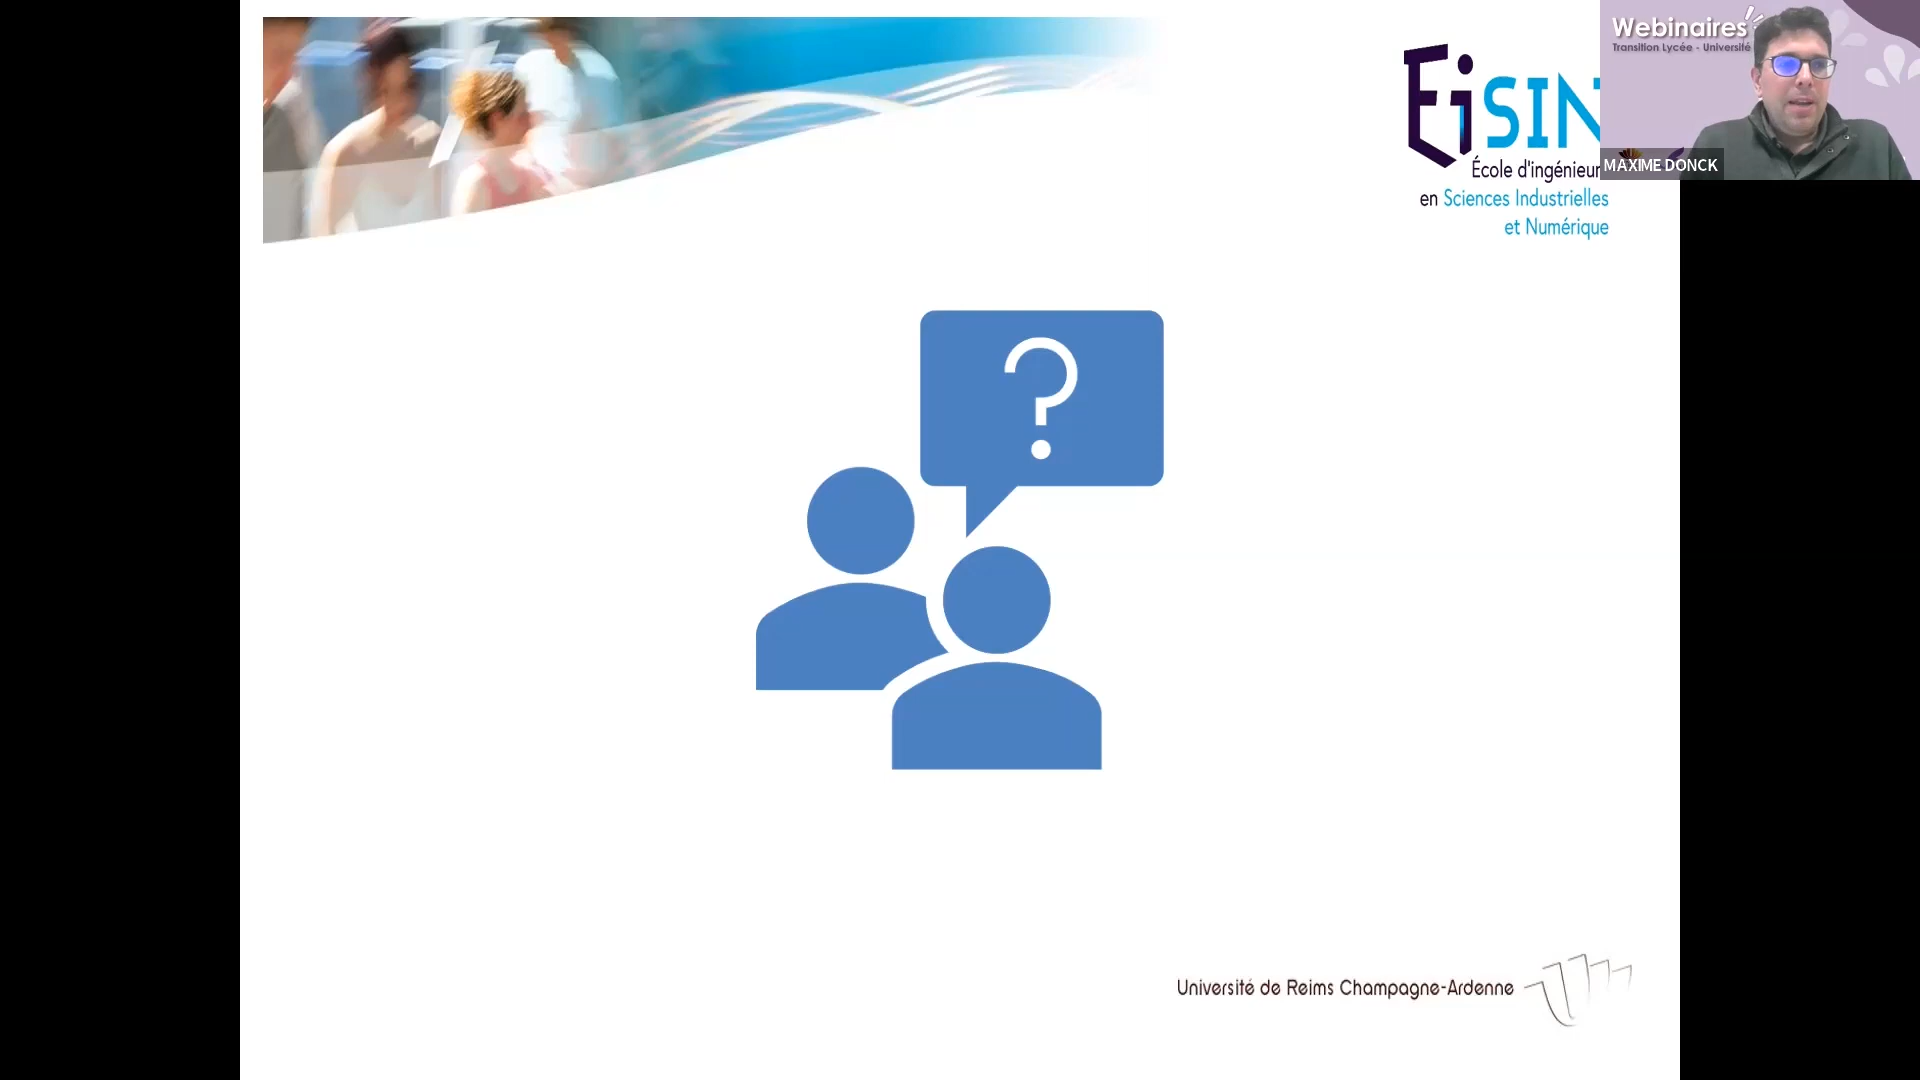 EiSIN
École d'ingénieur
en Sciences Industrielles
et Numérique
Webinaires
Transition Lycée - Université
MAXIME DONCK
?
Université de Reims Champagne-Ardenne